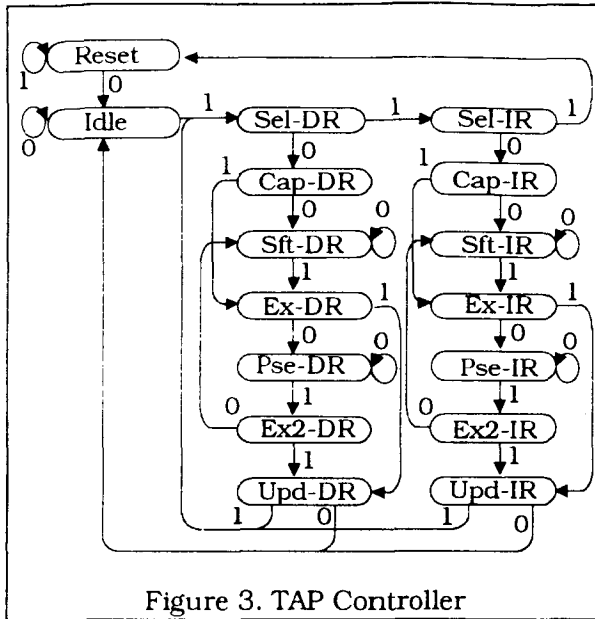 Reset
1
0
Idle
0
1
Sel-DR
1
Sel-IR
1
0
0
1
Cap-DR
1
Cap-IR
0
0
0
0
Sft-DR
Sft-IR
1
1
Ex-DR
1
Ex-IR
1
0
0
0
0
Pse-DR
Pse-IR
0
1
0
1
Ex2-DR
Ex2-IR
1
1
Upd-DR
Upd-IR
1
0
1
0
Figure 3. TAP Controller